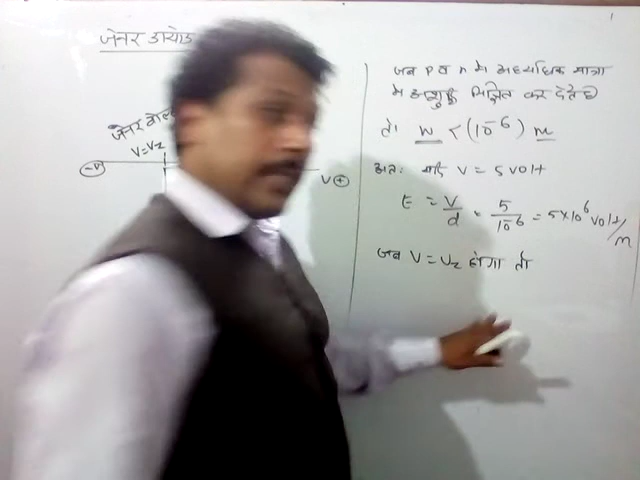 जेनर डायोड
जेनर वोल्
V=Vz
-V
V +
जब P व n में अत्यधिक मात्रा
में अशुद्धि मिश्रित कर देते है
तो W < (10⁻⁶) m
अतः यदि V = 5 Volt
E = V/d = 5/10⁻⁶ = 5×10⁶ Volt/m
जब V = Vz होगा तो